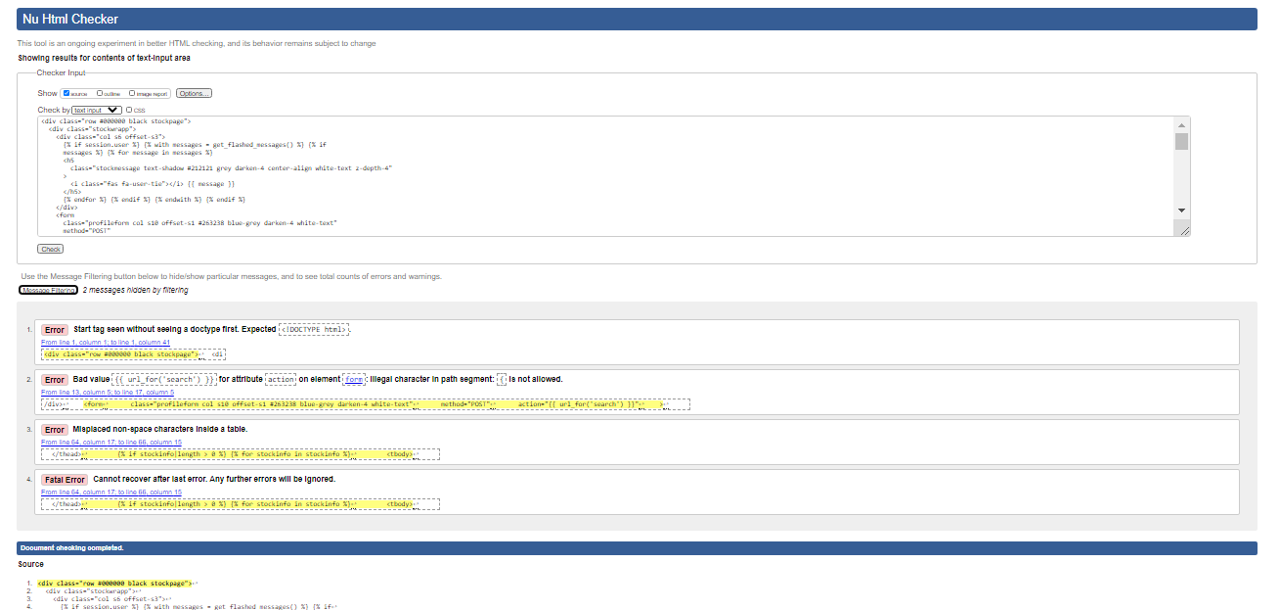 Nu Html Checker
This tool is an ongoing experiment in better HTML checking, and its behavior remains subject to change
Showing results for contents of text-input area
Checker Input
Show source outline image report Options...
Check by text input CSS
<div class="row #000000 black stockpage">
<div class="stockwrapp">
<div class="col s6 offset-s3">
{% if session.user %} {% with messages = get_flashed_messages() %} {% if
messages %} {% for message in messages %}
<h5
class="stockmessage text-shadow #212121 grey darken-4 center-align white-text z-depth-4"
>
<i class="fas fa-user-tie"></i> {{ message }}
</h5>
{% endfor %} {% endif %} {% endwith %} {% endif %}
</div>
<form
class="profileform col s10 offset-s1 #263238 blue-grey darken-4 white-text"
method="POST"
Check
Use the Message Filtering button below to hide/show particular messages, and to see total counts of errors and warnings.
Message Filtering 2 messages hidden by filtering
1. Error Start tag seen without seeing a doctype first. Expected <!DOCTYPE html>.
From line 1, column 1; to line 1, column 41
<div class="row #000000 black stockpage">↩ <di
2. Error Bad value {{ url_for('search') }} for attribute action on element form: Illegal character in path segment: { is not allowed.
From line 13, column 5; to line 17, column 5
/div>↩ <form↩ class="profileform col s10 offset-s1 #263238 blue-grey darken-4 white-text"↩ method="POST"↩ action="{{ url_for('search') }}"↩ >↩
3. Error Misplaced non-space characters inside a table.
From line 64, column 17; to line 66, column 15
</thead>↩ {% if stockinfo|length > 0 %} {% for stockinfo in stockinfo %}↩ <tbody>↩
4. Fatal Error Cannot recover after last error. Any further errors will be ignored.
From line 64, column 17; to line 66, column 15
</thead>↩ {% if stockinfo|length > 0 %} {% for stockinfo in stockinfo %}↩ <tbody>↩
Document checking completed.
Source
1. <div class="row #000000 black stockpage">↩
2. <div class="stockwrapp">↩
3. <div class="col s6 offset-s3">↩
4. {% if session.user %} {% with messages = get_flashed_messages() %} {% if↩